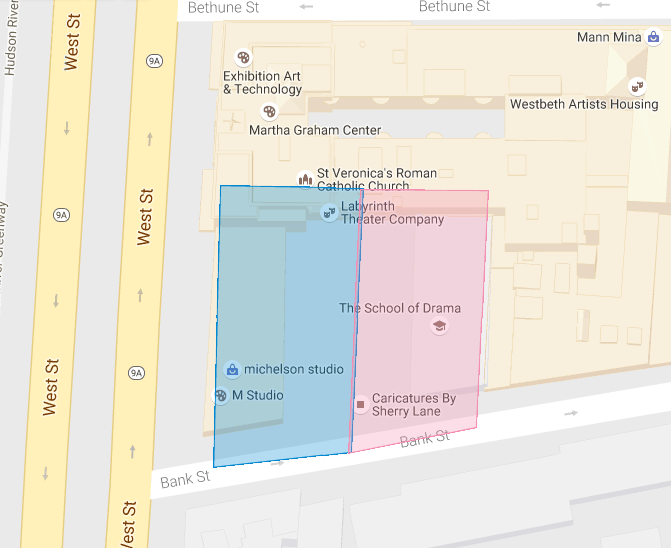 Bethune St
Bethune St
Hudson River
West St
9A
Mann Mina
Exhibition Art
& Technology
Westbeth Artists Housing
Martha Graham Center
St Veronica's Roman
Catholic Church
Labyrinth
Theater Company
West St
9A
The School of Drama
West St
9A
michelson studio
M Studio
Caricatures By
Sherry Lane
Bank St
Bank St
West St